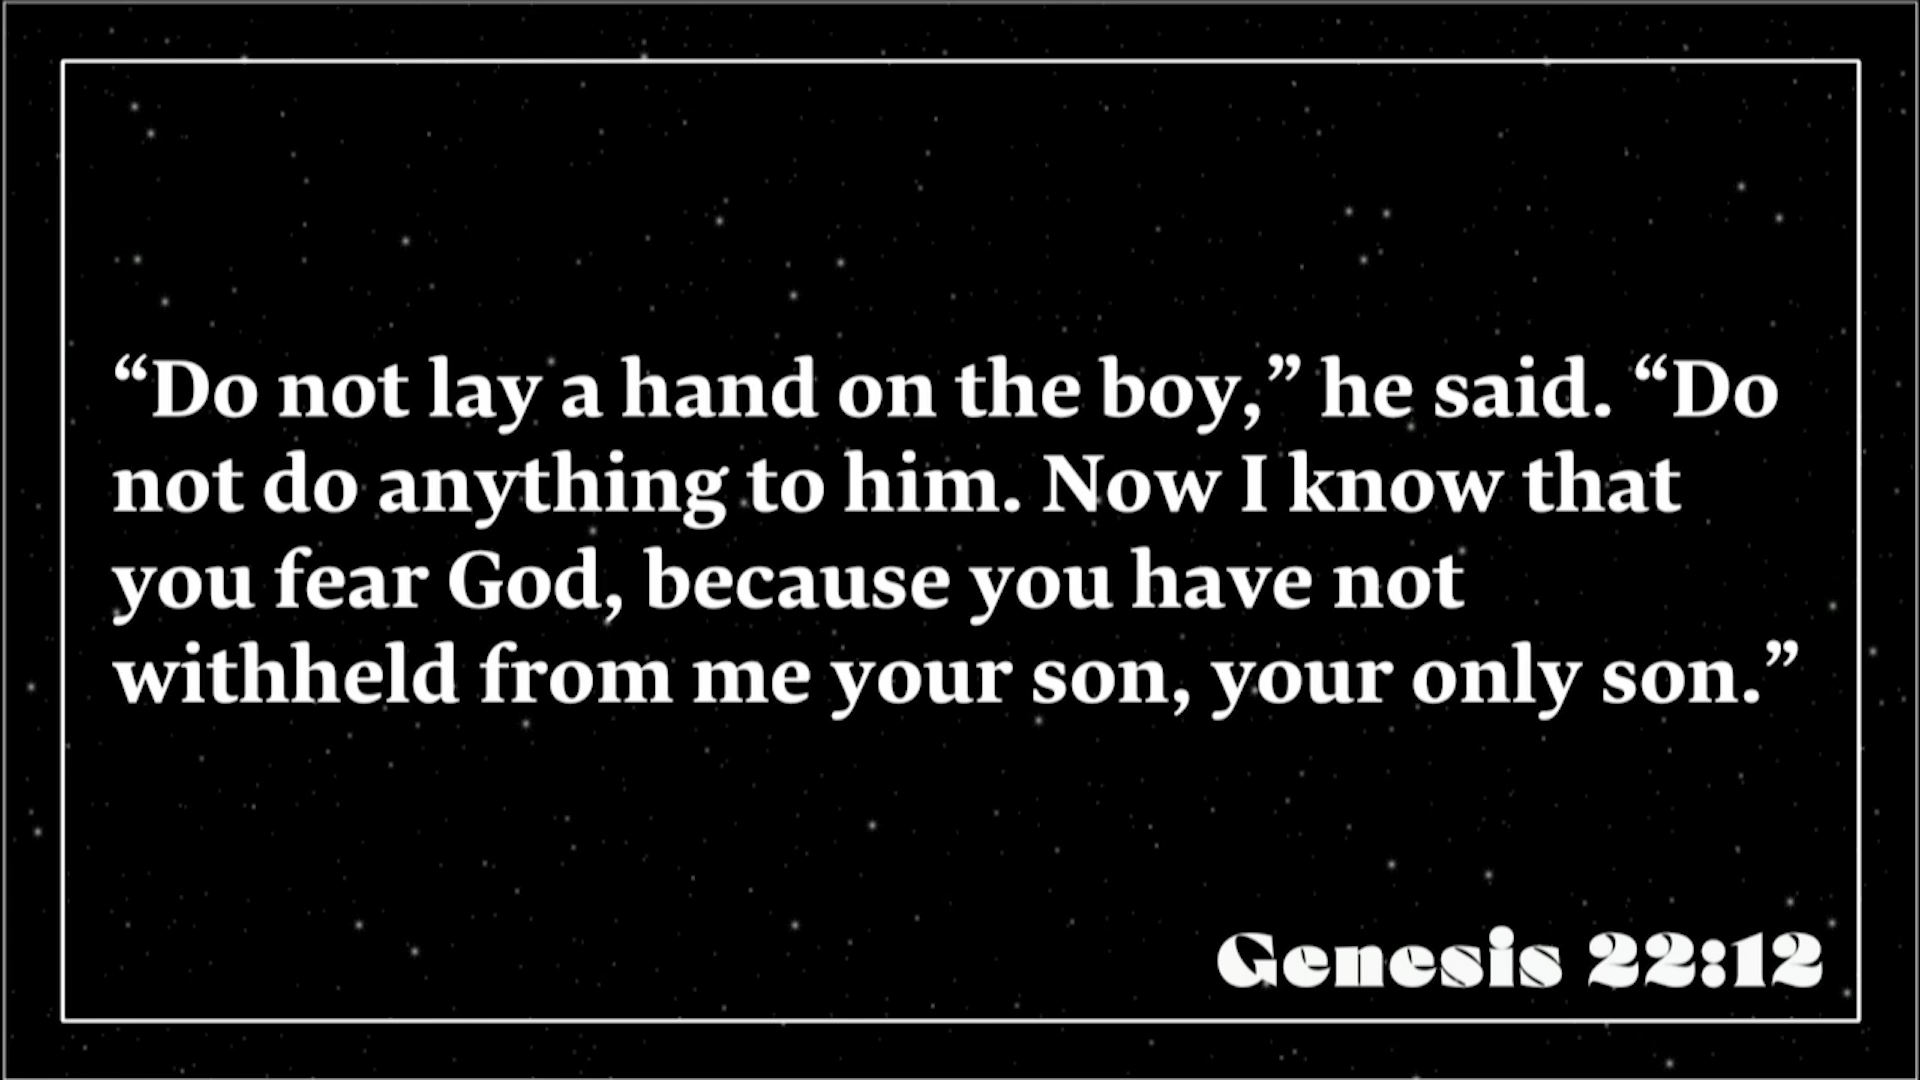 “Do not lay a hand on the boy,” he said. “Do
not do anything to him. Now I know that
you fear God, because you have not
withheld from me your son, your only son.”
Genesis 22:12